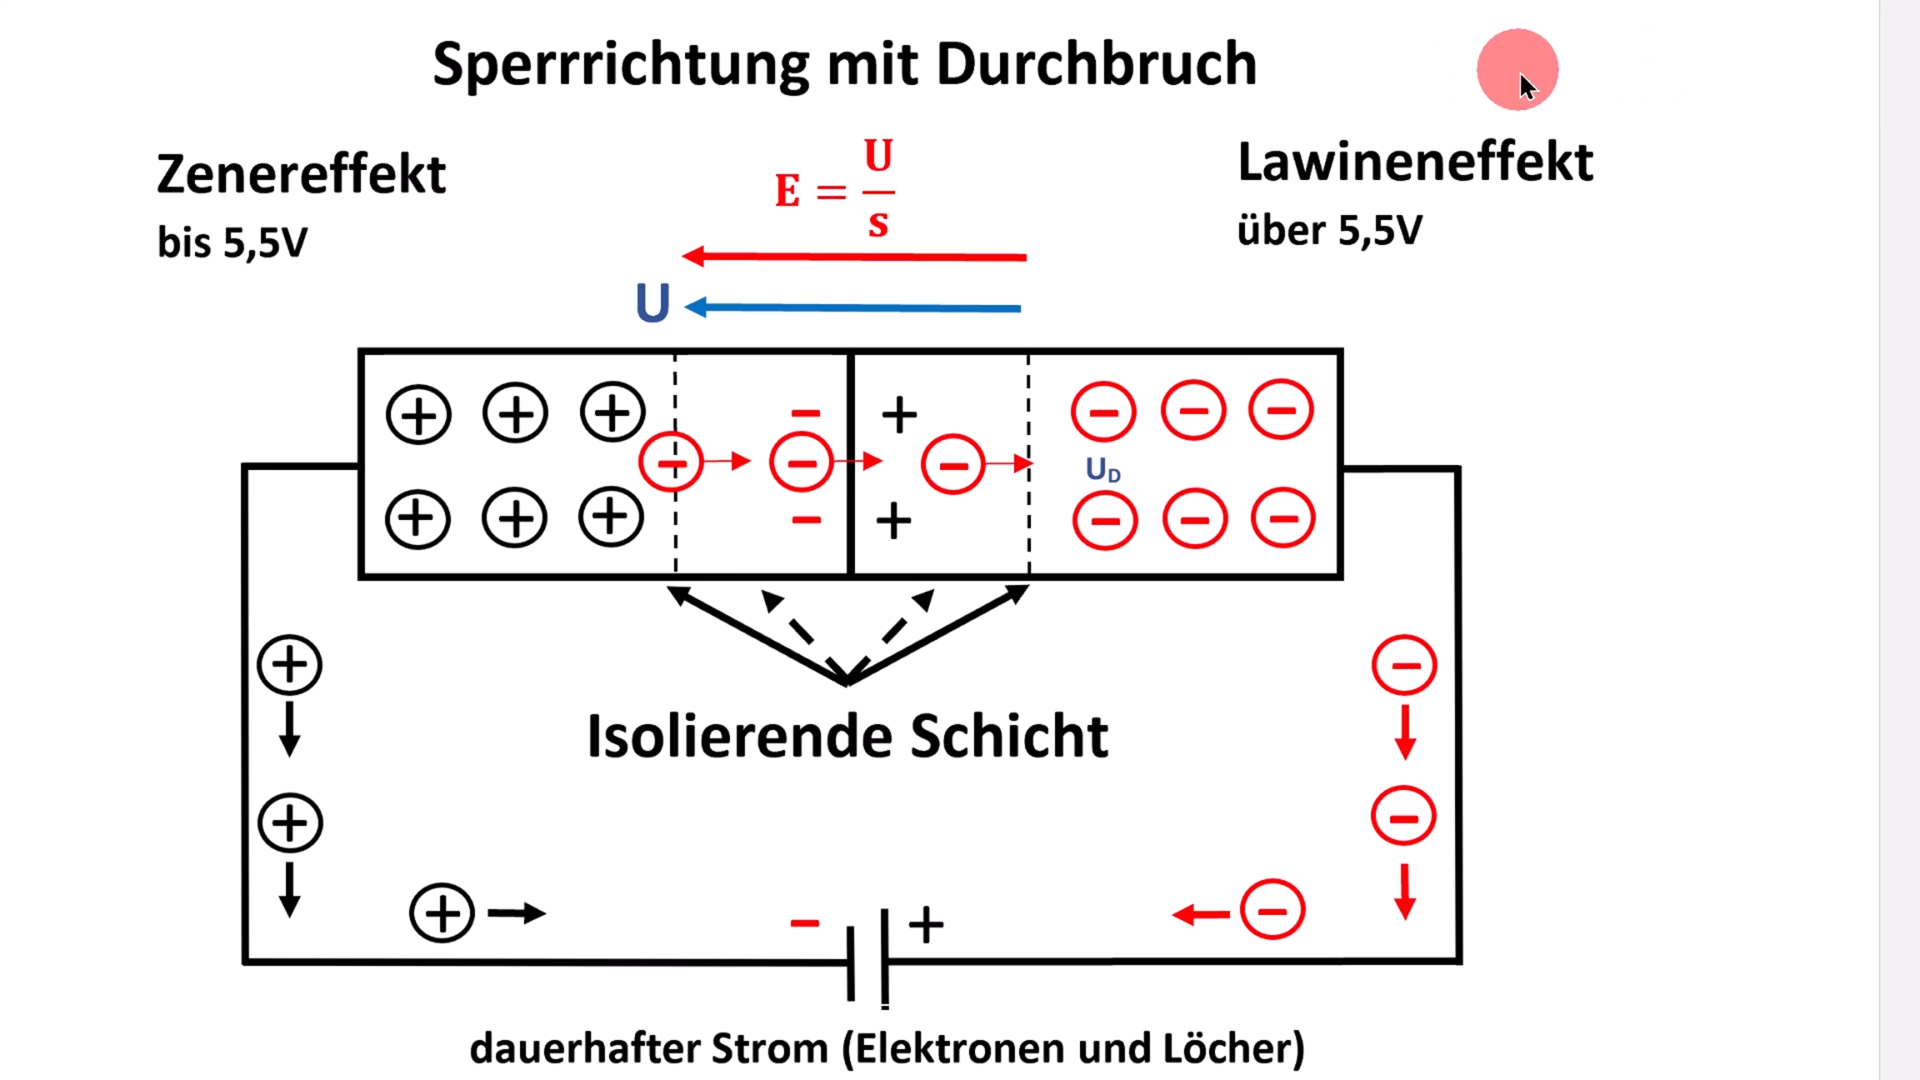 Sperrrichtung mit Durchbruch
Zenereffekt
bis 5,5V
E = U/s
Lawineneffekt
über 5,5V
U
+ + + − + − − −
− − −
U_D
+ + + − + − − −
Isolierende Schicht
+ −
+ −
+ − + −
dauerhafter Strom (Elektronen und Löcher)